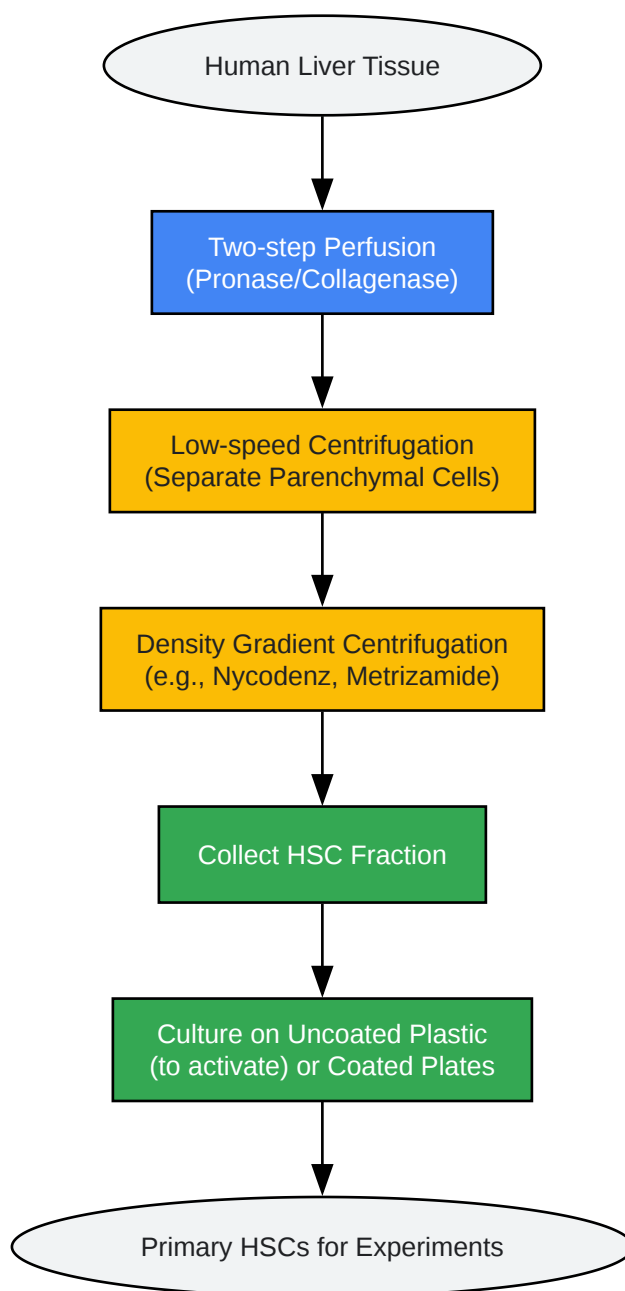 Human Liver Tissue
Two-step Perfusion
(Pronase/Collagenase)
Low-speed Centrifugation
(Separate Parenchymal Cells)
Density Gradient Centrifugation
(e.g., Nycodenz, Metrizamide)
Collect HSC Fraction
Culture on Uncoated Plastic
(to activate) or Coated Plates
Primary HSCs for Experiments